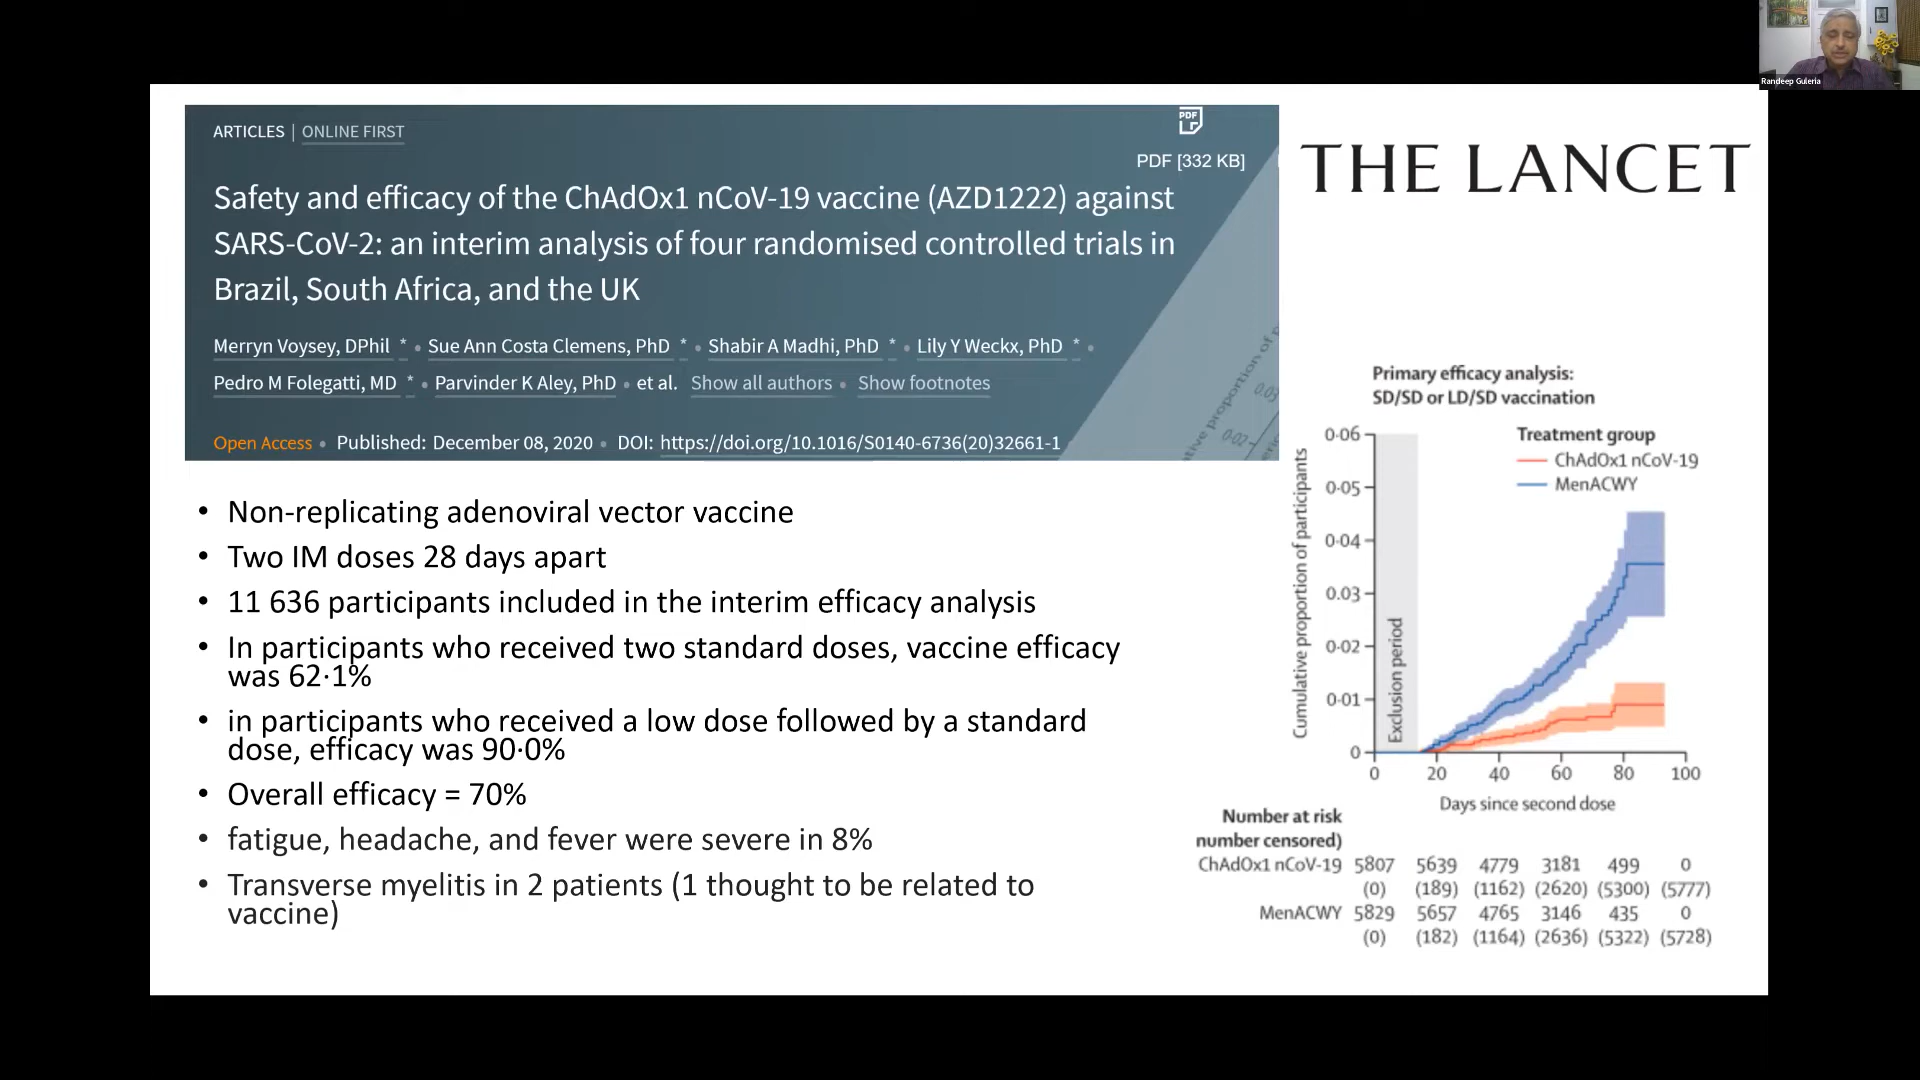 Randeep Guleria
ARTICLES | ONLINE FIRST
PDF
PDF [332 KB]
THE LANCET
Safety and efficacy of the ChAdOx1 nCoV-19 vaccine (AZD1222) against
SARS-CoV-2: an interim analysis of four randomised controlled trials in
Brazil, South Africa, and the UK
Merryn Voysey, DPhil * • Sue Ann Costa Clemens, PhD * • Shabir A Madhi, PhD * • Lily Y Weckx, PhD * •
Pedro M Folegatti, MD * • Parvinder K Aley, PhD • et al. Show all authors • Show footnotes
Open Access • Published: December 08, 2020 • DOI: https://doi.org/10.1016/S0140-6736(20)32661-1
0·03
0·02
• Non-replicating adenoviral vector vaccine
• Two IM doses 28 days apart
• 11 636 participants included in the interim efficacy analysis
• In participants who received two standard doses, vaccine efficacy
was 62·1%
• in participants who received a low dose followed by a standard
dose, efficacy was 90·0%
• Overall efficacy = 70%
• fatigue, headache, and fever were severe in 8%
• Transverse myelitis in 2 patients (1 thought to be related to
vaccine)
Primary efficacy analysis:
SD/SD or LD/SD vaccination
Treatment group
ChAdOx1 nCoV-19
MenACWY
Cumulative proportion of participants
0·06
0·05
0·04
0·03
0·02
0·01
0
Exclusion period
0 20 40 60 80 100
Days since second dose
Number at risk
number censored)
ChAdOx1 nCoV-19 5807 5639 4779 3181 499 0
(0) (189) (1162) (2620) (5300) (5777)
MenACWY 5829 5657 4765 3146 435 0
(0) (182) (1164) (2636) (5322) (5728)